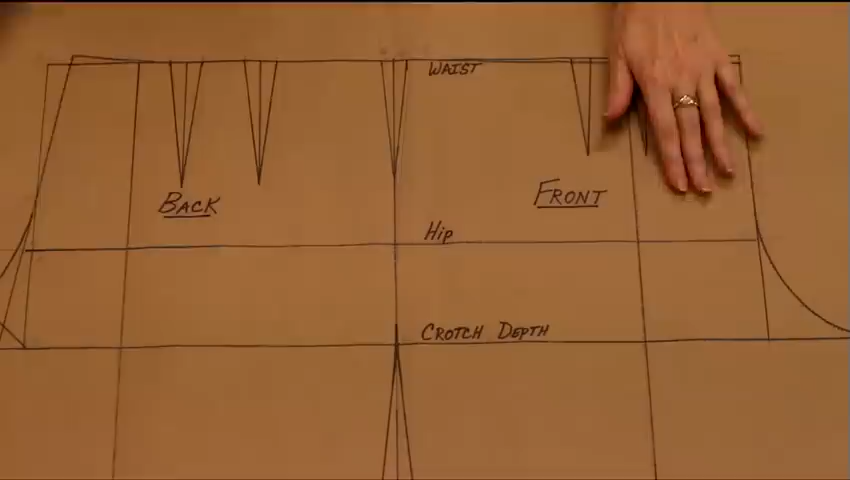 WAIST
BACK
FRONT
Hip
CROTCH DEPTH